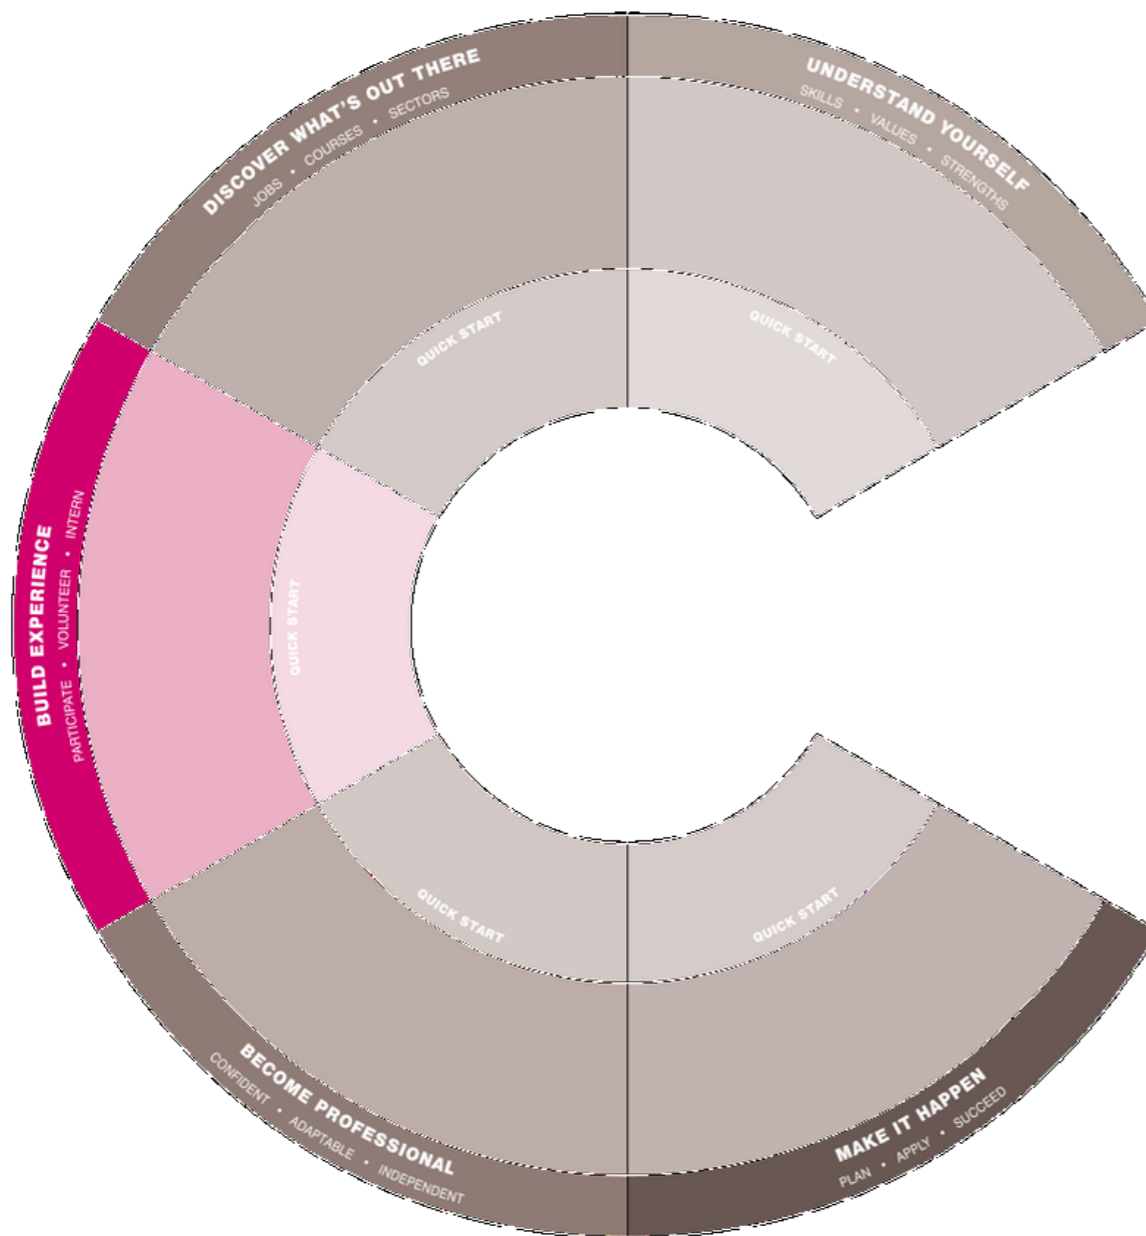 DISCOVER WHAT'S OUT THERE
JOBS • COURSES • SECTORS
UNDERSTAND YOURSELF
SKILLS • VALUES • STRENGTHS
QUICK START
QUICK START
BUILD EXPERIENCE
PARTICIPATE • VOLUNTEER • INTERN
QUICK START
QUICK START
QUICK START
BECOME PROFESSIONAL
CONFIDENT • ADAPTABLE • INDEPENDENT
MAKE IT HAPPEN
PLAN • APPLY • SUCCEED